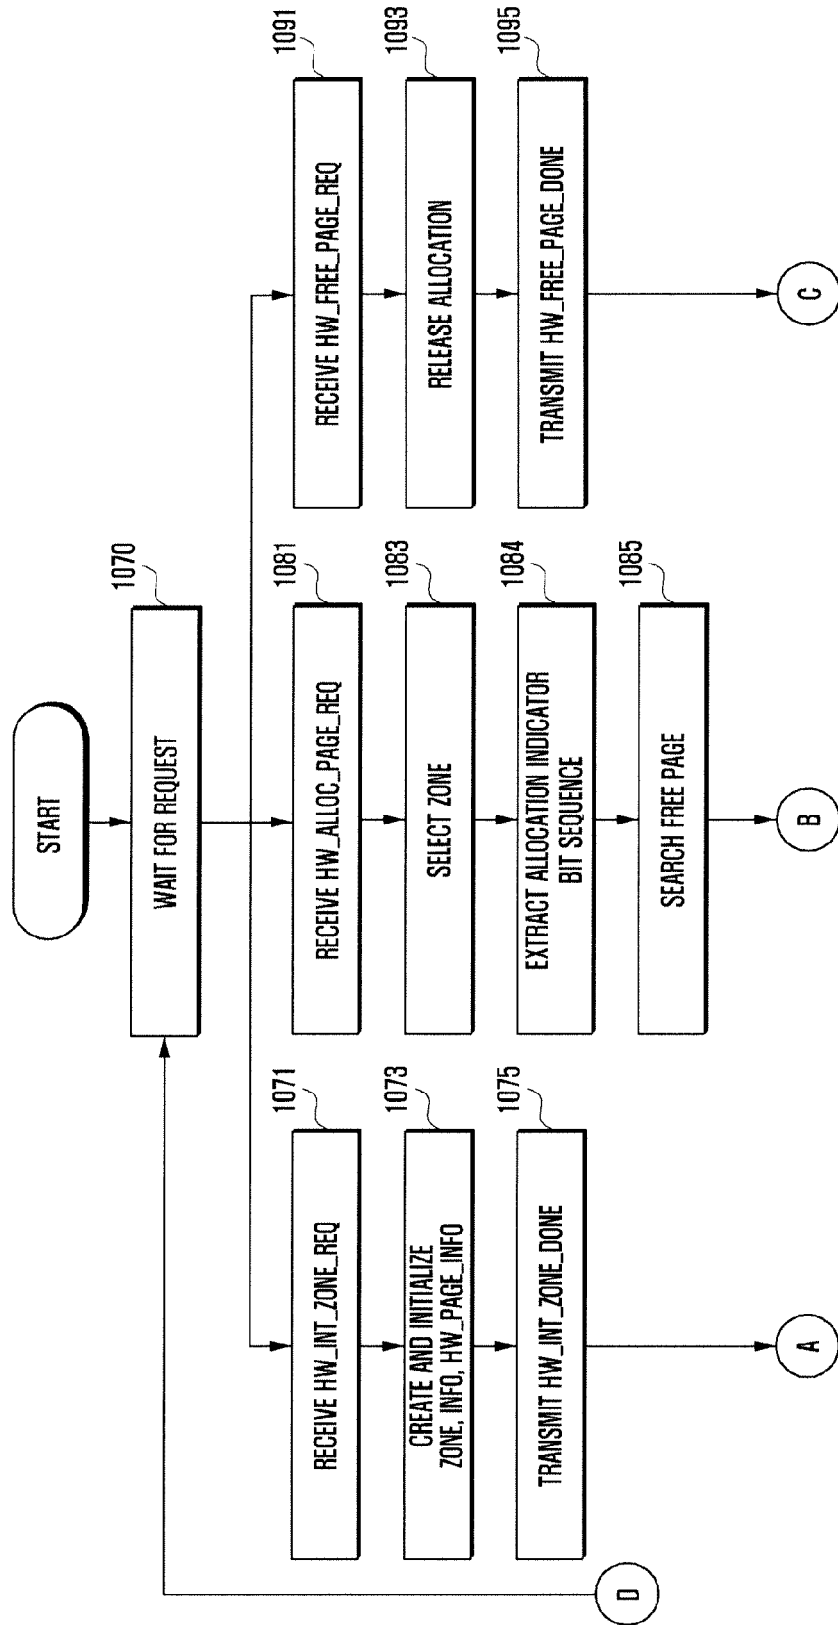 START
1070
WAIT FOR REQUEST
1071
RECEIVE HW_INT_ZONE_REQ
1073
CREATE AND INITIALIZE
ZONE, INFO, HW_PAGE_INFO
1075
TRANSMIT HW_INT_ZONE_DONE
A
1081
RECEIVE HW_ALLOC_PAGE_REQ
1083
SELECT ZONE
1084
EXTRACT ALLOCATION INDICATOR
BIT SEQUENCE
1085
SEARCH FREE PAGE
B
1091
RECEIVE HW_FREE_PAGE_REQ
1093
RELEASE ALLOCATION
1095
TRANSMIT HW_FREE_PAGE_DONE
C
D